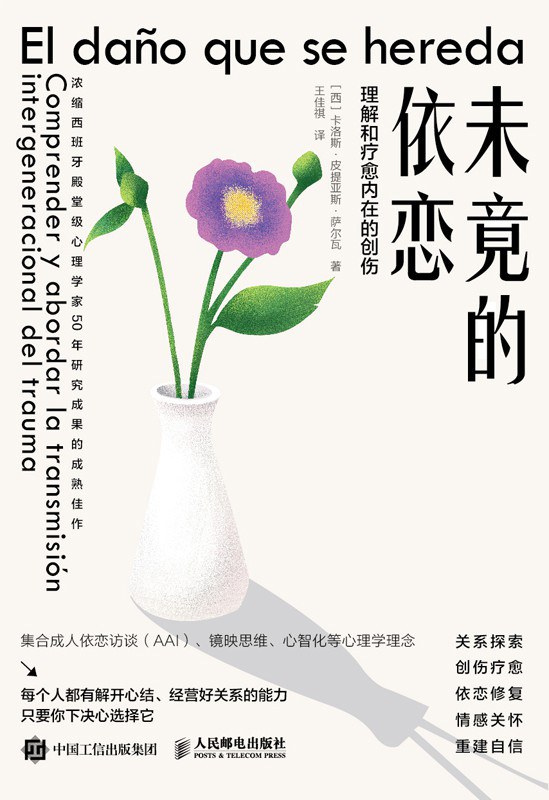 El daño que se hereda
Comprender y abordar la transmisión
intergeneracional del trauma
浓缩西班牙殿堂级心理学家50年研究成果的成熟佳作
未竟的
依恋
理解和疗愈内在的创伤
［西］卡洛斯·皮提亚斯·萨尔瓦 著
王佳祺 译
集合成人依恋访谈（AAI）、镜映思维、心智化等心理学理念
每个人都有解开心结、经营好关系的能力
只要你下决心选择它
关系探索
创伤疗愈
依恋修复
情感关怀
重建自信
中国工信出版集团
人民邮电出版社
POSTS & TELECOM PRESS